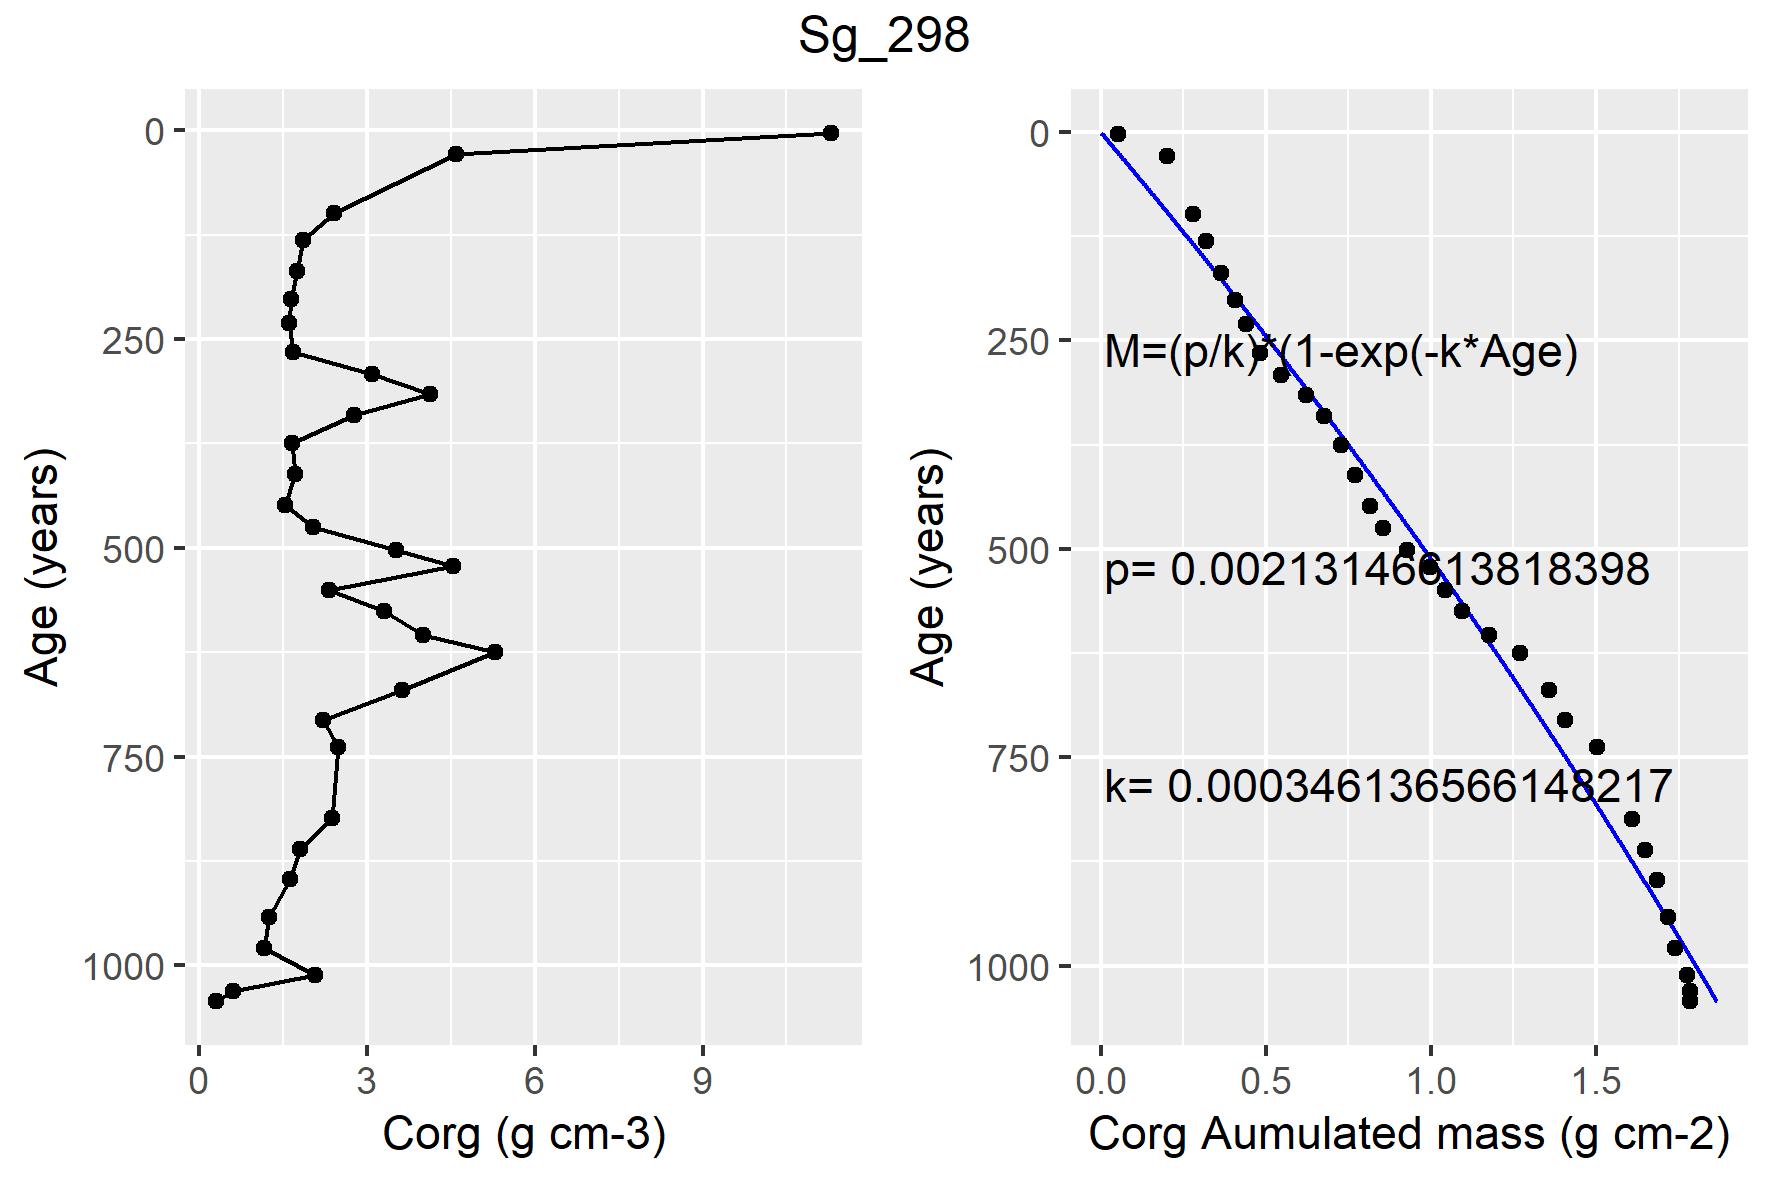 Sg_298
0
250
500
750
1000
Age (years)
0
3
6
9
Corg (g cm-3)
0
250
500
750
1000
Age (years)
M=(p/k)*(1-exp(-k*Age)
p= 0.00213146613818398
k= 0.000346136566148217
0.0
0.5
1.0
1.5
Corg Aumulated mass (g cm-2)